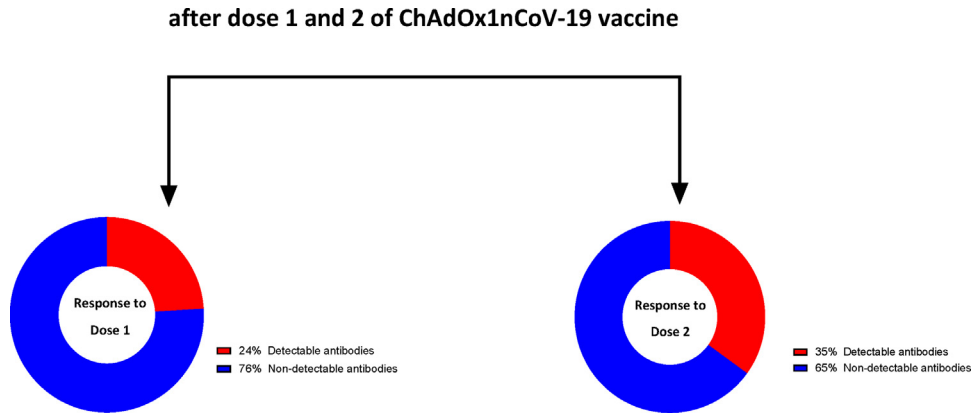 after dose 1 and 2 of ChAdOx1nCoV-19 vaccine
Response to
Dose 1
24% Detectable antibodies
76% Non-detectable antibodies
Response to
Dose 2
35% Detectable antibodies
65% Non-detectable antibodies